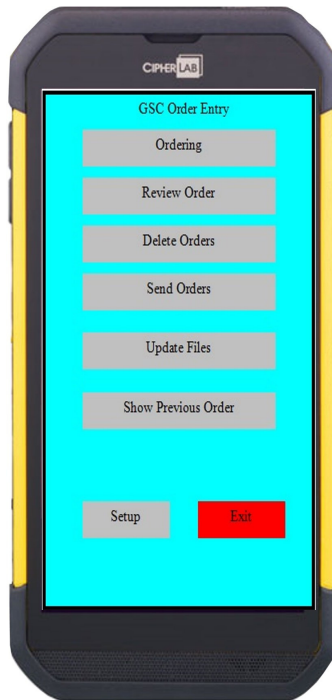 CIPHERLAB
GSC Order Entry
Ordering
Review Order
Delete Orders
Send Orders
Update Files
Show Previous Order
Setup
Exit